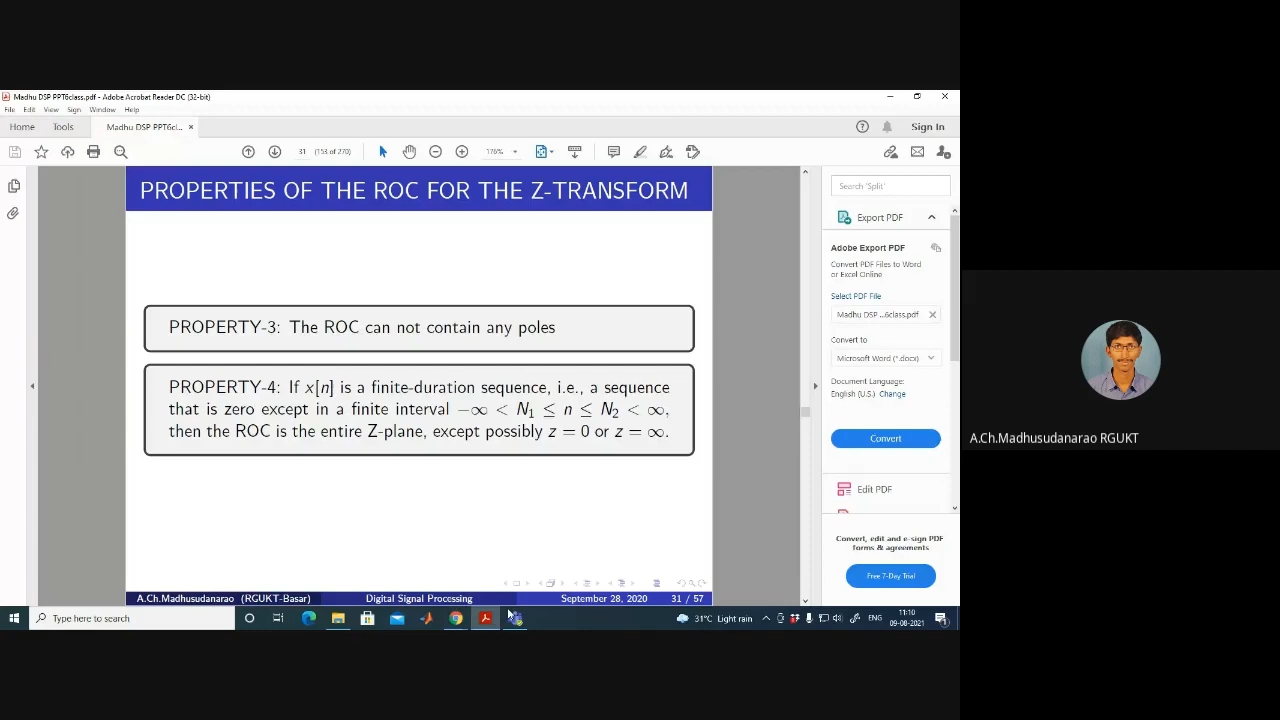 Madhu DSP PPT6class.pdf - Adobe Acrobat Reader DC (32-bit)
File Edit View Sign Window Help
Home Tools Madhu DSP PPT6cl... × Sign In
31 (153 of 270) 176%
PROPERTIES OF THE ROC FOR THE Z-TRANSFORM
PROPERTY-3: The ROC can not contain any poles
PROPERTY-4: If x[n] is a finite-duration sequence, i.e., a sequence
that is zero except in a finite interval −∞ < N₁ ≤ n ≤ N₂ < ∞,
then the ROC is the entire Z-plane, except possibly z = 0 or z = ∞.
A.Ch.Madhusudanarao (RGUKT-Basar) Digital Signal Processing September 28, 2020 31 / 57
Search 'Split'
Export PDF
Adobe Export PDF
Convert PDF Files to Word
or Excel Online
Select PDF File
Madhu DSP ...6class.pdf
Convert to
Microsoft Word (*.docx)
Document Language:
English (U.S.) Change
Convert
Edit PDF
Convert, edit and e-sign PDF
forms & agreements
Free 7-Day Trial
Type here to search
31°C Light rain
ENG
11:10
09-08-2021
A.Ch.Madhusudanarao RGUKT